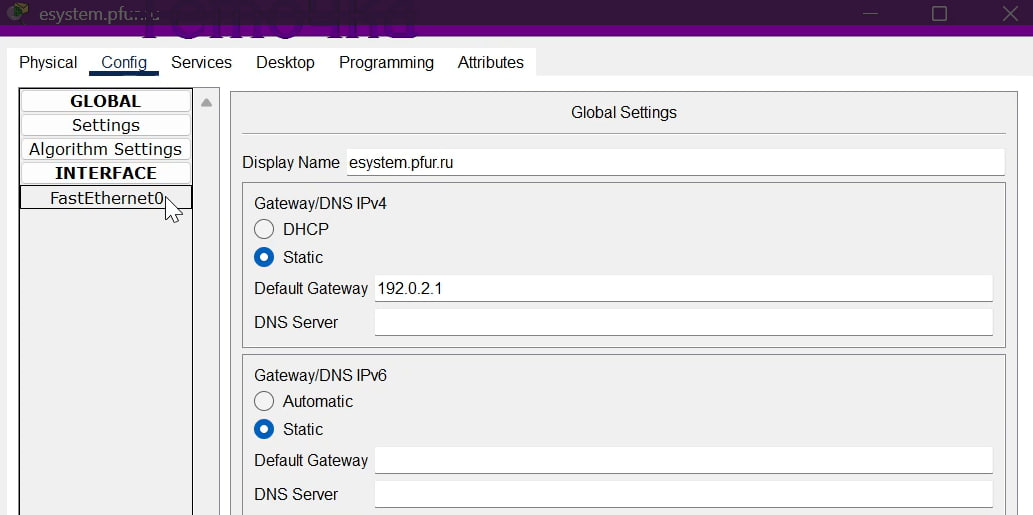 esystem.pfur.ru
Physical Config Services Desktop Programming Attributes
GLOBAL
Settings
Algorithm Settings
INTERFACE
FastEthernet0
Global Settings
Display Name esystem.pfur.ru
Gateway/DNS IPv4
DHCP
Static
Default Gateway 192.0.2.1
DNS Server
Gateway/DNS IPv6
Automatic
Static
Default Gateway
DNS Server